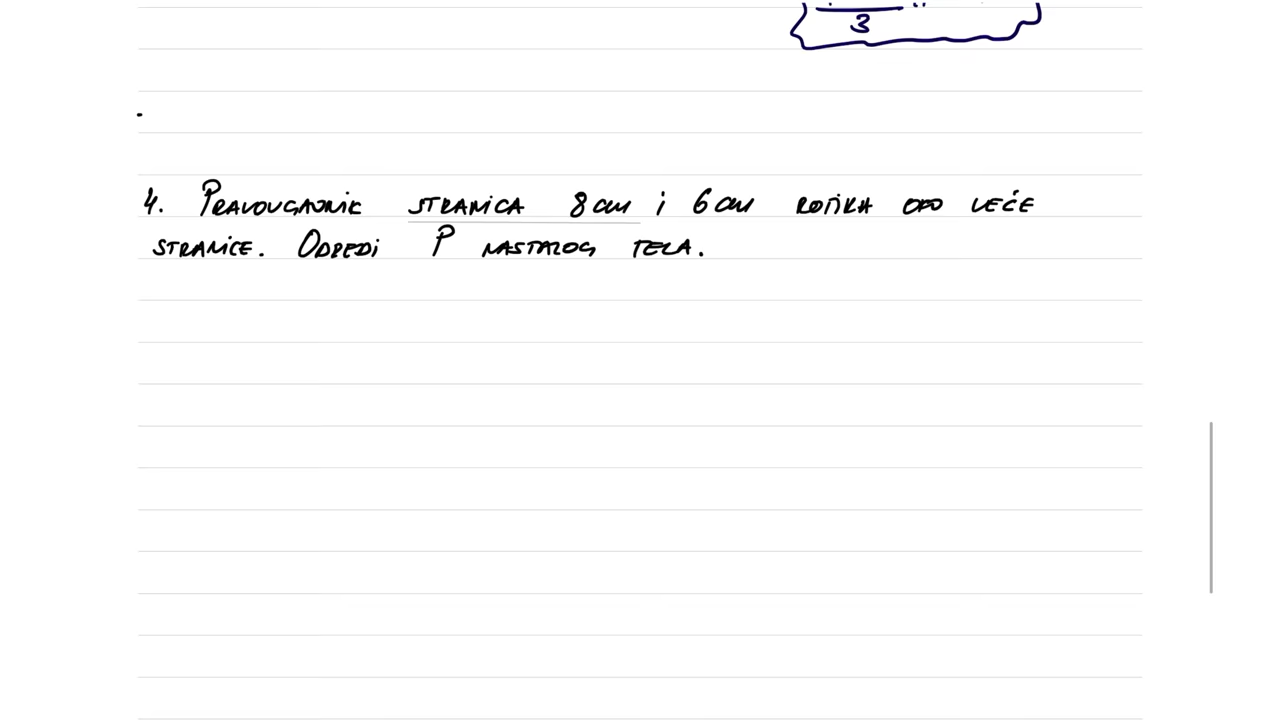 3
4. PRAVOUGAONIK STRANICA 8cm i 6cm ROTIRA OKO VEĆE
STRANICE. ODREDI P NASTALOG TELA.